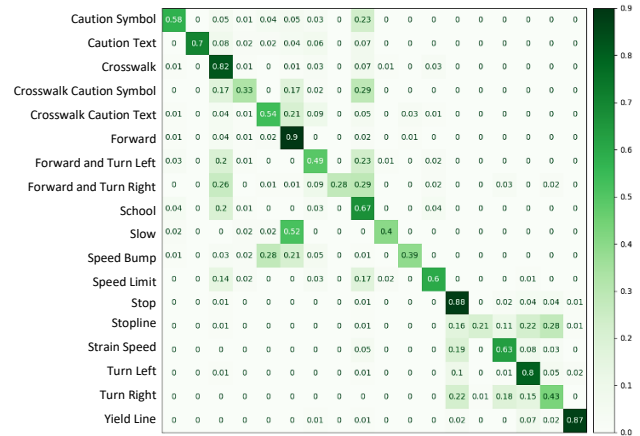 Caution Symbol 0.58 0 0.05 0.01 0.04 0.05 0.03 0 0.23 0 0 0 0 0 0 0 0 0
Caution Text 0 0.7 0.08 0.02 0.02 0.04 0.06 0 0.07 0 0 0 0 0 0 0 0 0
Crosswalk 0.01 0 0.82 0.01 0 0.01 0.03 0 0.07 0.01 0 0.03 0 0 0 0 0 0
Crosswalk Caution Symbol 0 0 0.17 0.33 0 0.17 0.02 0 0.29 0 0 0 0 0 0 0 0 0
Crosswalk Caution Text 0.01 0 0.04 0.01 0.54 0.21 0.09 0 0.05 0 0.03 0.01 0 0 0 0 0 0
Forward 0.01 0 0.04 0.01 0.02 0.9 0 0 0.02 0 0.01 0 0 0 0 0 0 0
Forward and Turn Left 0.03 0 0.2 0.01 0 0 0.49 0 0.23 0.01 0 0.02 0 0 0 0 0 0
Forward and Turn Right 0 0 0.26 0 0.01 0.01 0.09 0.28 0.29 0 0 0.02 0 0 0.03 0 0.02 0
School 0.04 0 0.2 0.01 0 0 0.03 0 0.67 0 0 0.04 0 0 0 0 0 0
Slow 0.02 0 0 0.02 0.02 0.52 0 0 0 0.4 0 0 0 0 0 0 0 0
Speed Bump 0.01 0 0.03 0.02 0.28 0.21 0.05 0 0.01 0 0.39 0 0 0 0 0 0 0
Speed Limit 0 0 0.14 0.02 0 0 0.03 0 0.17 0.02 0 0.6 0 0 0 0.01 0 0
Stop 0 0 0.01 0 0 0 0 0 0.01 0 0 0 0.88 0 0.02 0.04 0.04 0.01
Stopline 0 0 0.01 0 0 0 0 0 0.01 0 0 0 0.16 0.21 0.11 0.22 0.28 0.01
Strain Speed 0 0 0 0 0 0 0 0 0.05 0 0 0 0.19 0 0.63 0.08 0.03 0
Turn Left 0 0 0.01 0 0 0 0 0 0.01 0 0 0 0.1 0 0.01 0.8 0.05 0.02
Turn Right 0 0 0 0 0 0 0 0 0 0 0 0 0.22 0.01 0.18 0.15 0.43 0
Yield Line 0 0 0 0 0 0 0.01 0 0.01 0 0 0 0.02 0 0 0.07 0.02 0.87
0.9
0.8
0.7
0.6
0.5
0.4
0.3
0.2
0.1
0.0